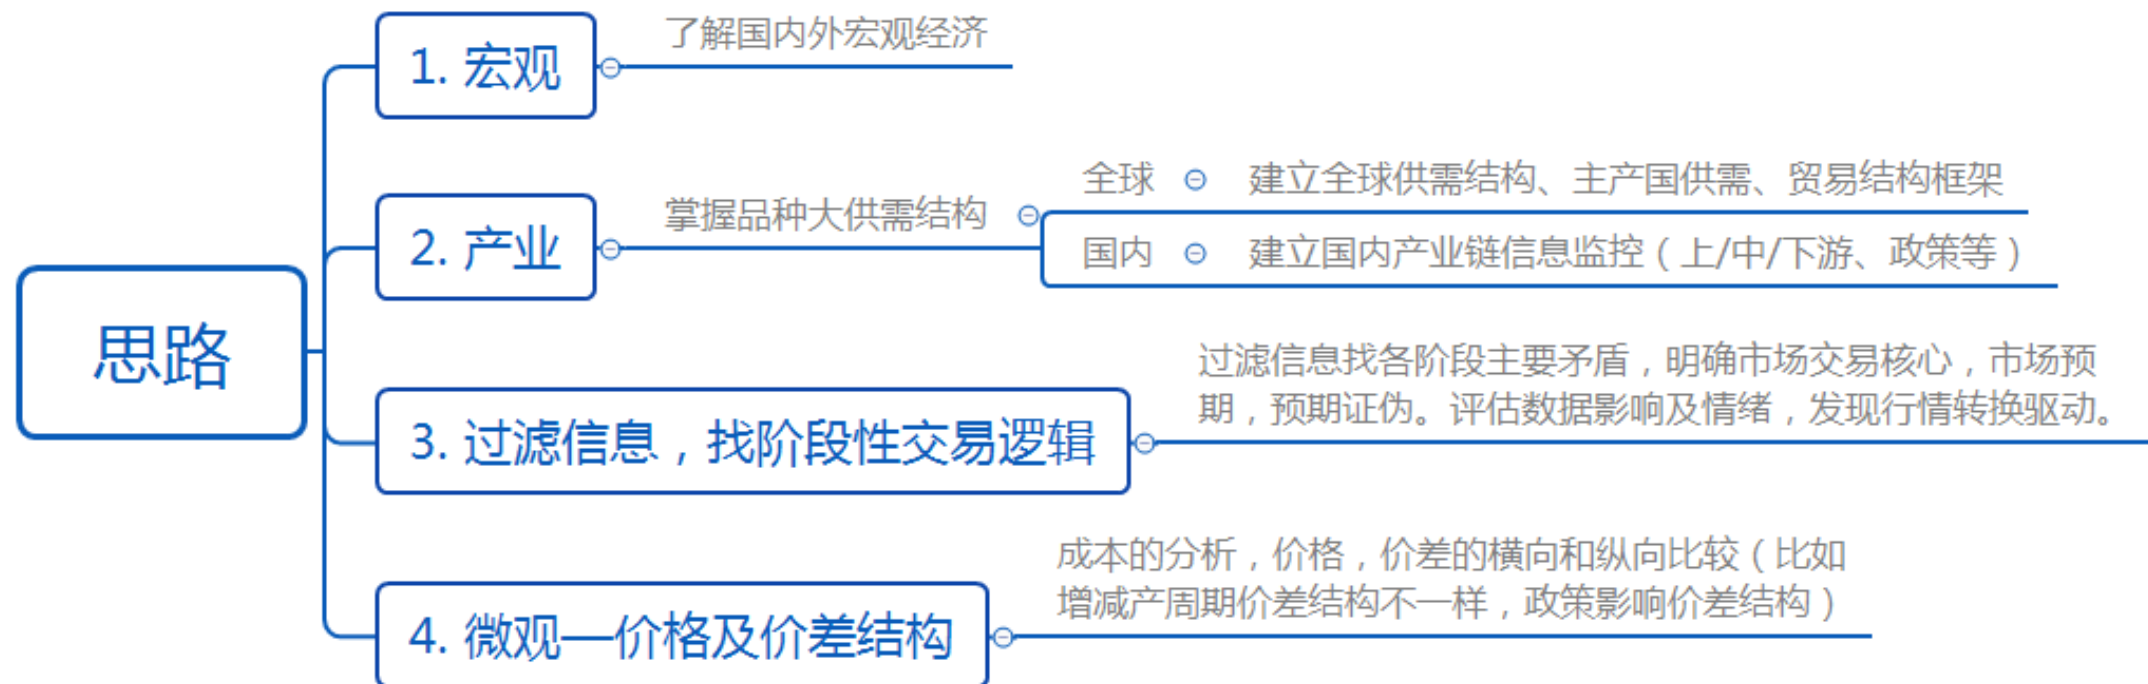 思路
1. 宏观
了解国内外宏观经济
2. 产业
掌握品种大供需结构
全球
建立全球供需结构、主产国供需、贸易结构框架
国内
建立国内产业链信息监控（上/中/下游、政策等）
3. 过滤信息，找阶段性交易逻辑
过滤信息找各阶段主要矛盾，明确市场交易核心，市场预
期，预期证伪。评估数据影响及情绪，发现行情转换驱动。
4. 微观—价格及价差结构
成本的分析，价格，价差的横向和纵向比较（比如
增减产周期价差结构不一样，政策影响价差结构）